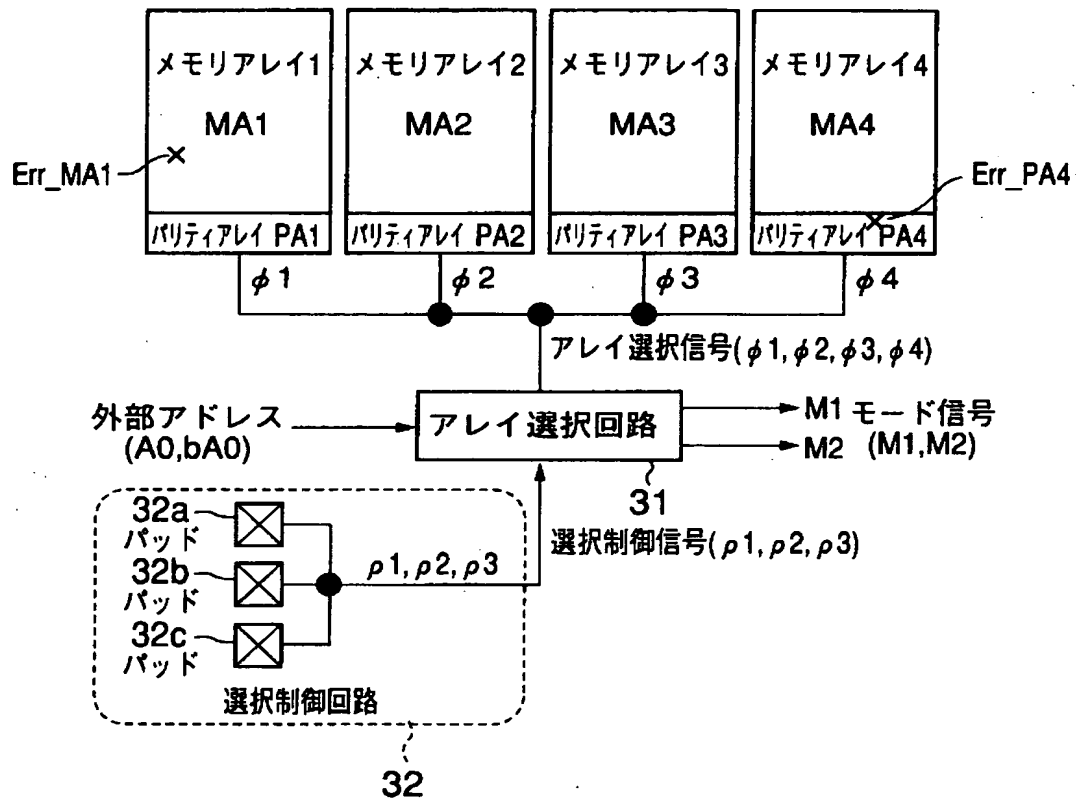 メモリアレイ1
メモリアレイ2
メモリアレイ3
メモリアレイ4
MA1
MA2
MA3
MA4
Err_MA1
Err_PA4
パリティアレイ PA1
パリティアレイ PA2
パリティアレイ PA3
パリティアレイ PA4
φ1
φ2
φ3
φ4
アレイ選択信号(φ1,φ2,φ3,φ4)
外部アドレス
(A0,bA0)
アレイ選択回路
M1
M2
モード信号
(M1,M2)
31
選択制御信号(ρ1,ρ2,ρ3)
32a
パッド
32b
パッド
32c
パッド
ρ1,ρ2,ρ3
選択制御回路
32